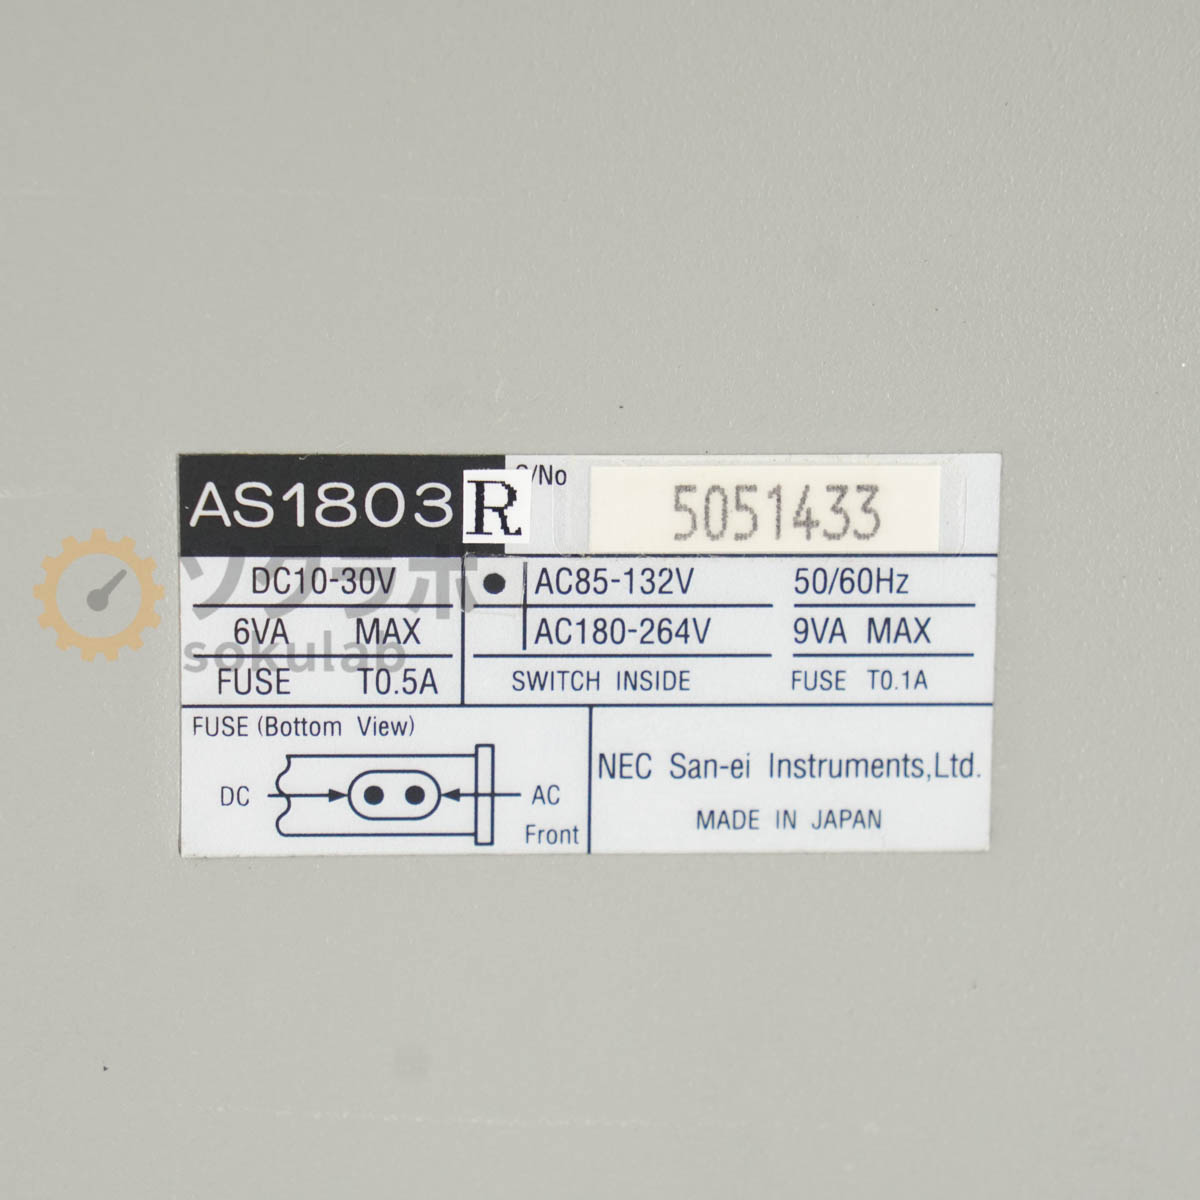 AS1803R S/No 5051433
DC10-30V ● AC85-132V 50/60Hz
6VA MAX AC180-264V 9VA MAX
FUSE T0.5A SWITCH INSIDE FUSE T0.1A
FUSE (Bottom View)
DC AC
Front
NEC San-ei Instruments,Ltd.
MADE IN JAPAN
ソクラボ
sokulab